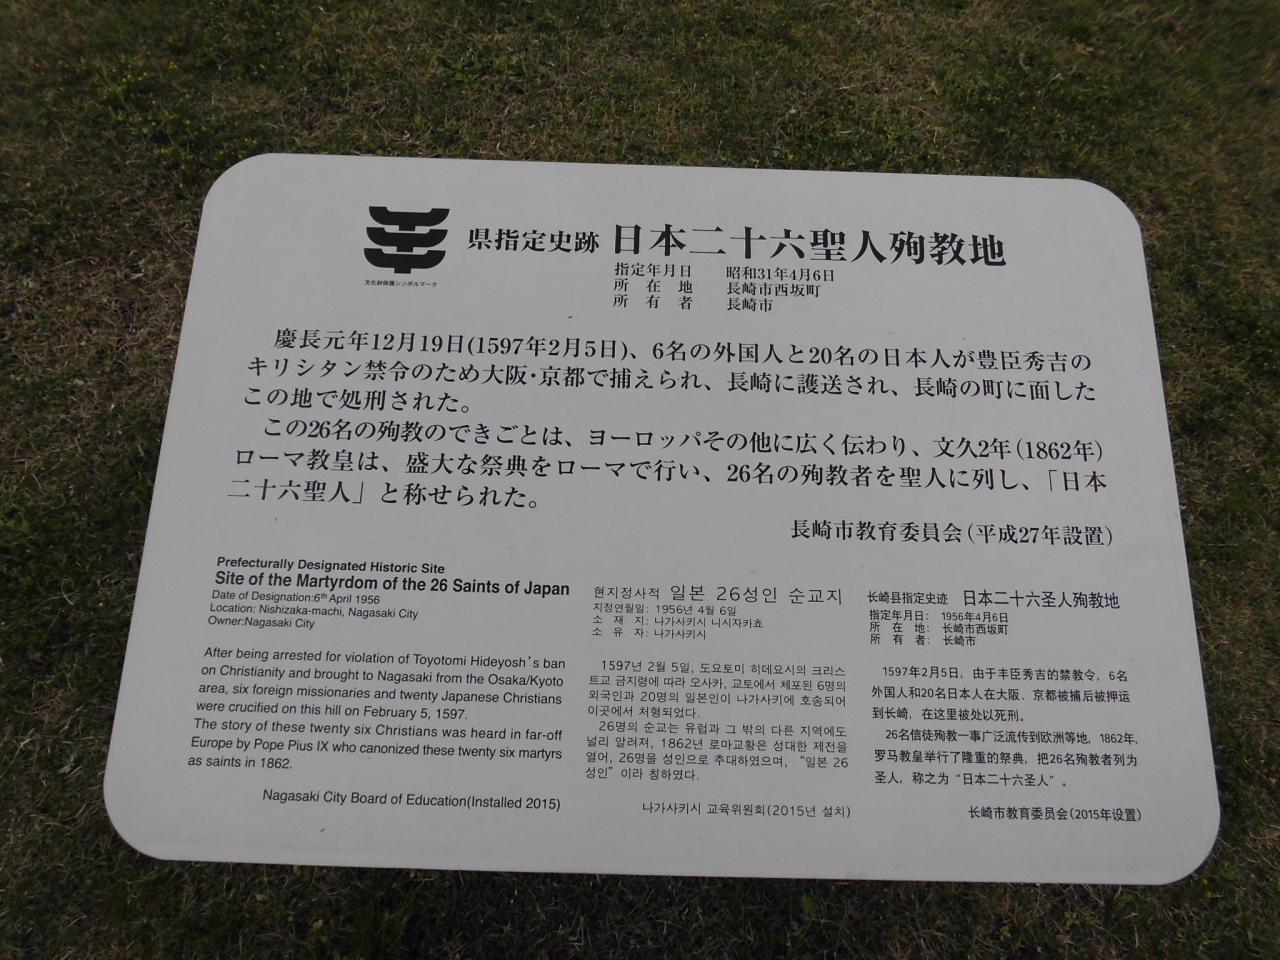 文化財保護シンボルマーク
県指定史跡 日本二十六聖人殉教地
指定年月日 昭和31年4月6日
所在地 長崎市西坂町
所有者 長崎市
慶長元年12月19日(1597年2月5日)、6名の外国人と20名の日本人が豊臣秀吉の
キリシタン禁令のため大阪・京都で捕えられ、長崎に護送され、長崎の町に面した
この地で処刑された。
この26名の殉教のできごとは、ヨーロッパその他に広く伝わり、文久2年(1862年)
ローマ教皇は、盛大な祭典をローマで行い、26名の殉教者を聖人に列し、「日本
二十六聖人」と称せられた。
長崎市教育委員会(平成27年設置)
Prefecturally Designated Historic Site
Site of the Martyrdom of the 26 Saints of Japan
Date of Designation:6th April 1956
Location: Nishizaka-machi, Nagasaki City
Owner:Nagasaki City
After being arrested for violation of Toyotomi Hideyosh's ban
on Christianity and brought to Nagasaki from the Osaka/Kyoto
area, six foreign missionaries and twenty Japanese Christians
were crucified on this hill on February 5, 1597.
The story of these twenty six Christians was heard in far-off
Europe by Pope Pius IX who canonized these twenty six martyrs
as saints in 1862.
Nagasaki City Board of Education(Installed 2015)
현지정사적 일본 26성인 순교지
지정연월일: 1956년 4월 6일
소 재 지: 나가사키시 니시자카쵸
소 유 자: 나가사키시
1597년 2월 5일, 도요토미 히데요시의 크리스
트교 금지령에 따라 오사카, 교토에서 체포된 6명의
외국인과 20명의 일본인이 나가사키에 호송되어
이곳에서 처형되었다.
26명의 순교는 유럽과 그 밖의 다른 지역에도
널리 알려져, 1862년 로마교황은 성대한 제전을
열어, 26명을 성인으로 추대하였으며, “일본 26
성인”이라 칭하였다.
나가사키시 교육위원회(2015년 설치)
长崎县指定史迹 日本二十六圣人殉教地
指定年月日: 1956年4月6日
所在地: 长崎市西坂町
所有者: 长崎市
1597年2月5日，由于丰臣秀吉的禁教令，6名
外国人和20名日本人在大阪、京都被捕后被押运
到长崎，在这里被处以死刑。
26名信徒殉教一事广泛流传到欧洲等地，1862年，
罗马教皇举行了隆重的祭典，把26名殉教者列为
圣人，称之为“日本二十六圣人”。
长崎市教育委员会(2015年设置)